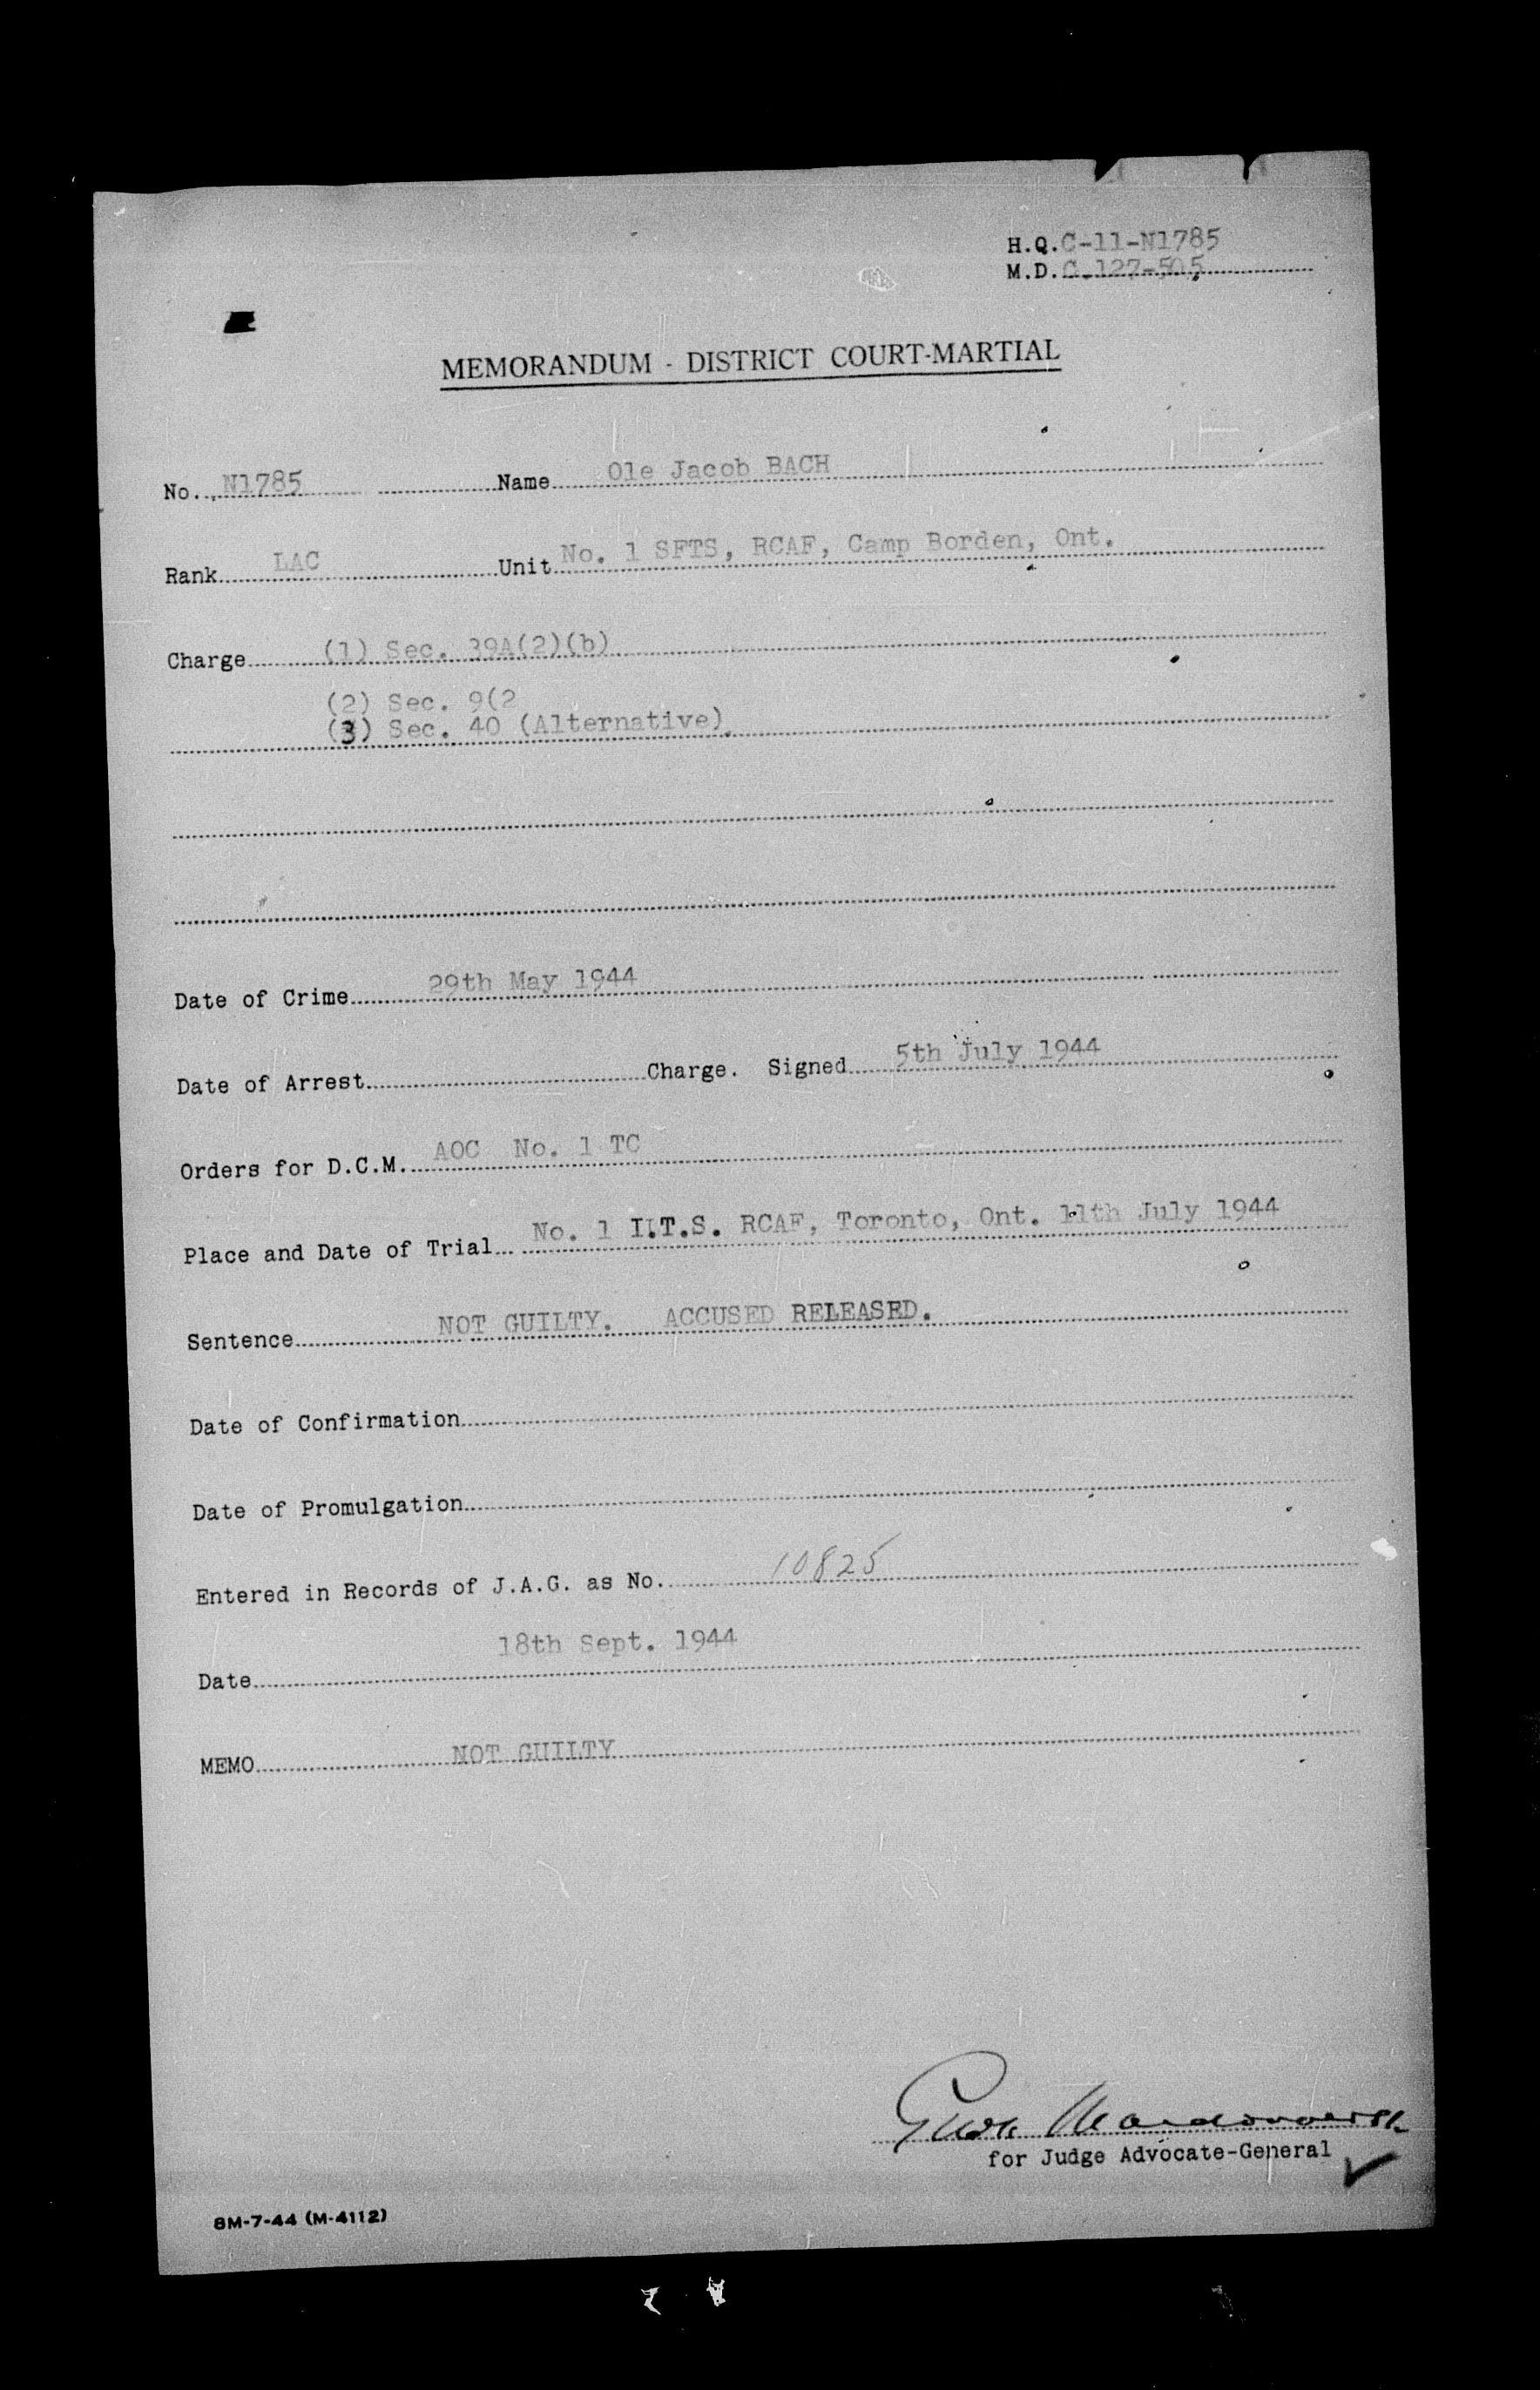 H.Q. C-11-N1785
M.D. C.127-505
MEMORANDUM - DISTRICT COURT-MARTIAL
No. N1785 Name Ole Jacob BACH
Rank LAC Unit No. 1 SFTS, RCAF, Camp Borden, Ont.
Charge (1) Sec. 39A(2)(b)
(2) Sec. 9(2
(3) Sec. 40 (Alternative)
Date of Crime 29th May 1944
Date of Arrest Charge. Signed 5th July 1944
Orders for D.C.M. AOC No. 1 TC
Place and Date of Trial No. 1 I.T.S. RCAF, Toronto, Ont. 11th July 1944
Sentence NOT GUILTY. ACCUSED RELEASED.
Date of Confirmation
Date of Promulgation
Entered in Records of J.A.G. as No. 10825
18th Sept. 1944
Date
MEMO NOT GUILTY
for Judge Advocate-General
8M-7-44 (M-4112)